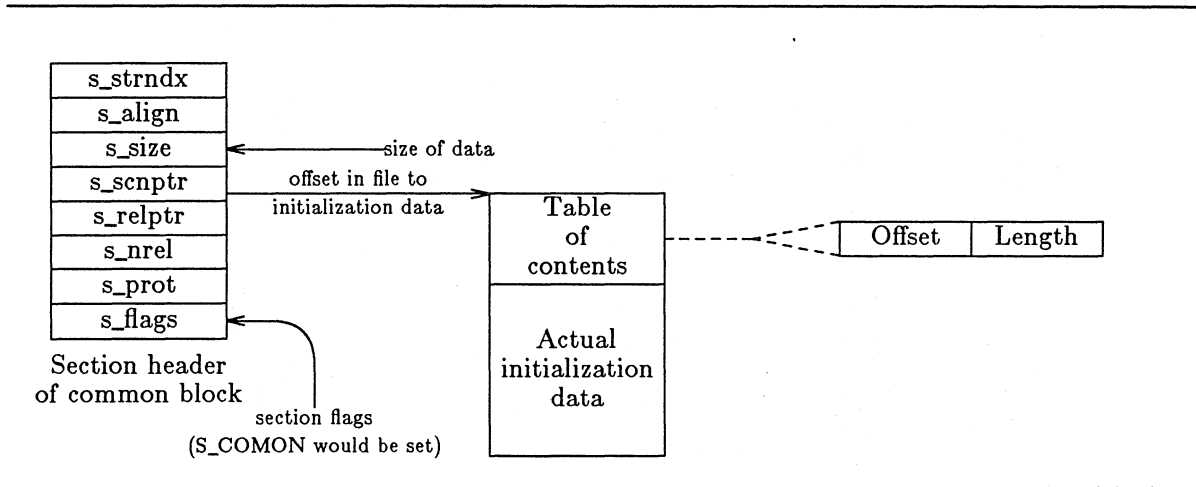 s_strndx
s_align
s_size
s_scnptr
s_relptr
s_nrel
s_prot
s_flags
Section header
of common block
size of data
offset in file to
initialization data
section flags
(S_COMON would be set)
Table
of
contents
Actual
initialization
data
Offset
Length